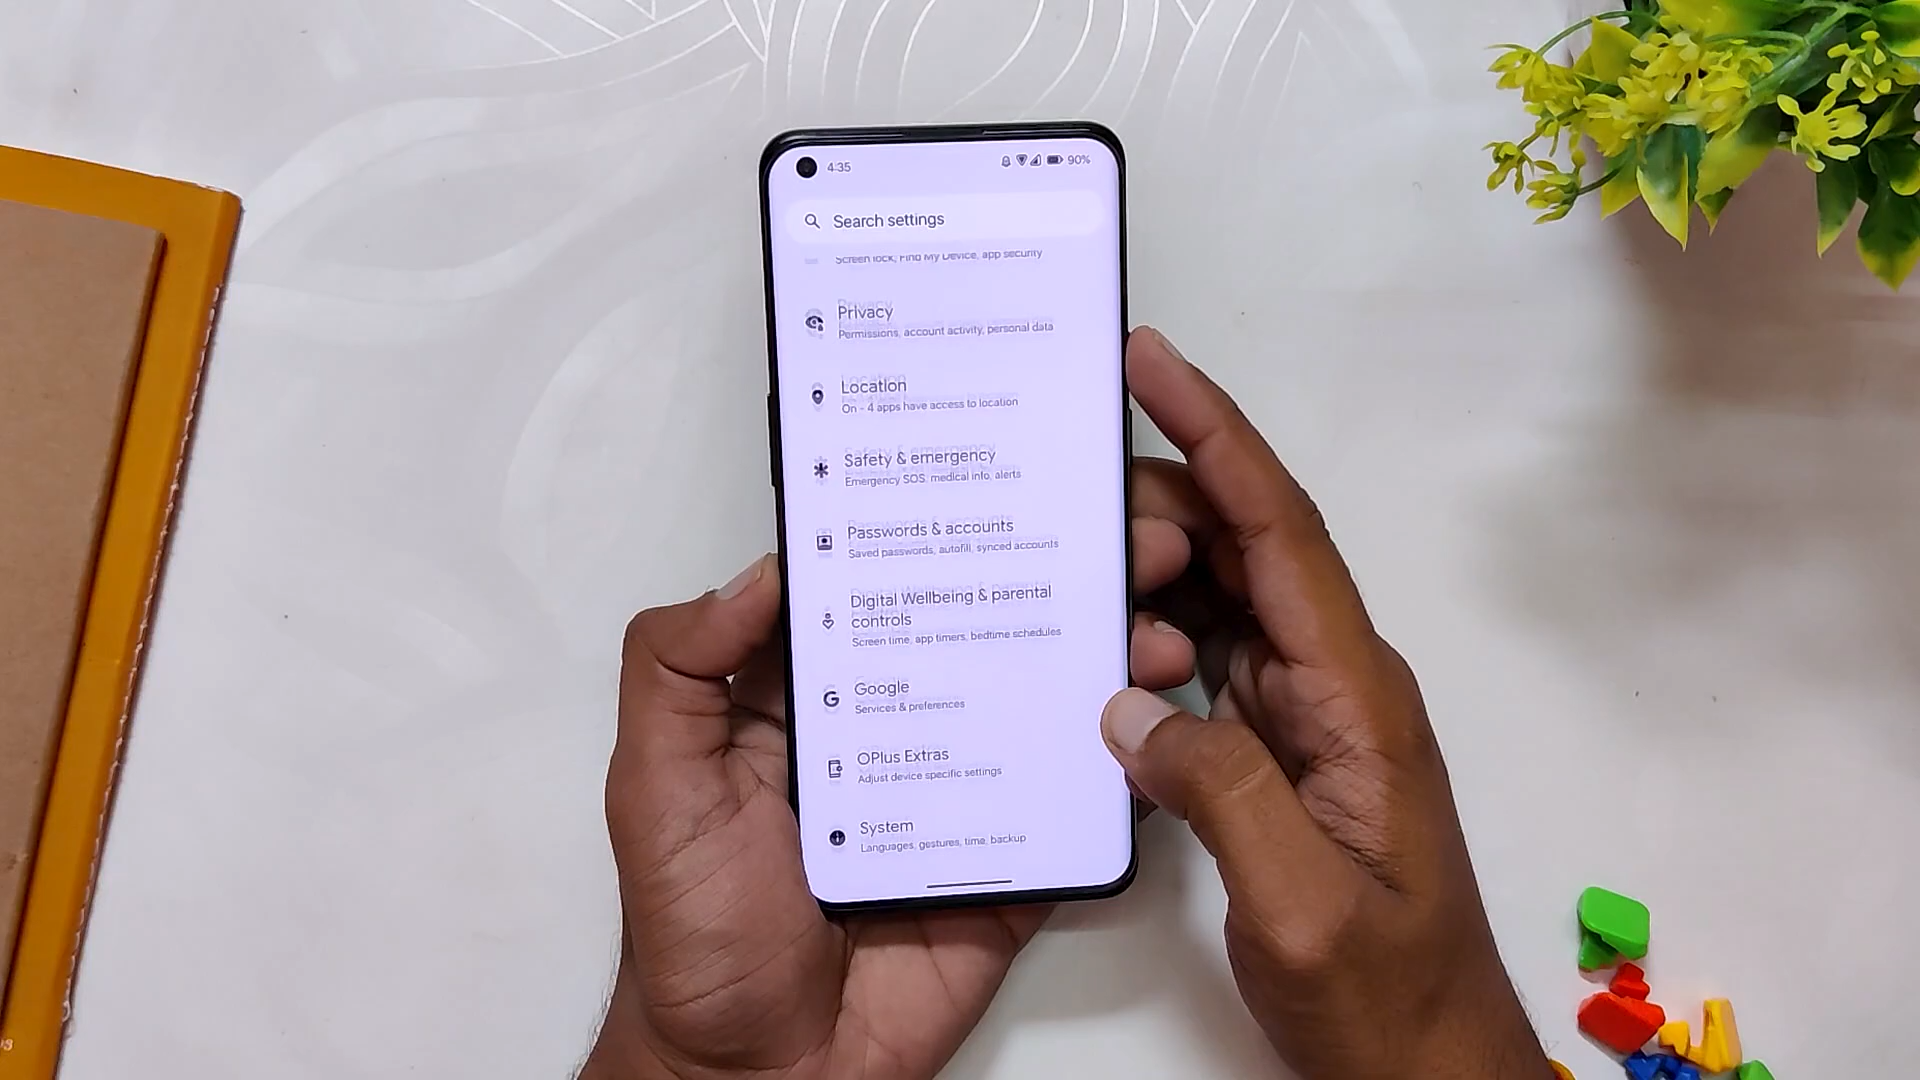 4:35
90%
Search settings
Screen lock, Find My Device, app security
Privacy
Permissions, account activity, personal data
Location
On - 4 apps have access to location
Safety & emergency
Emergency SOS, medical info, alerts
Passwords & accounts
Saved passwords, autofill, synced accounts
Digital Wellbeing & parental
controls
Screen time, app timers, bedtime schedules
Google
Services & preferences
OPlus Extras
Adjust device specific settings
System
Languages, gestures, time, backup